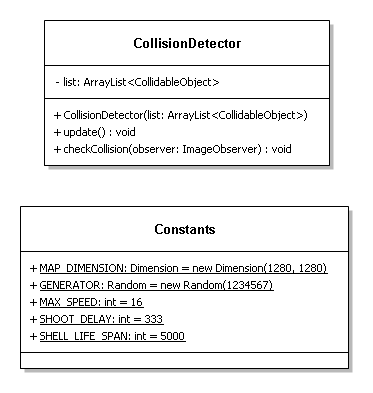 CollisionDetector
- list: ArrayList<CollidableObject>
+ CollisionDetector(list: ArrayList<CollidableObject>)
+ update() : void
+ checkCollision(observer: ImageObserver) : void
Constants
+ MAP_DIMENSION: Dimension = new Dimension(1280, 1280)
+ GENERATOR: Random = new Random(1234567)
+ MAX_SPEED: int = 16
+ SHOOT_DELAY: int = 333
+ SHELL_LIFE_SPAN: int = 5000